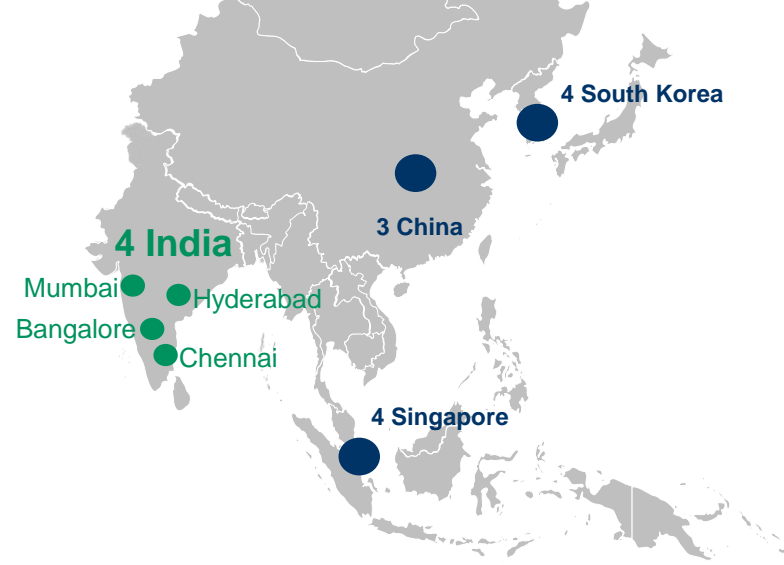 4 South Korea
3 China
4 India
Mumbai
Hyderabad
Bangalore
Chennai
4 Singapore